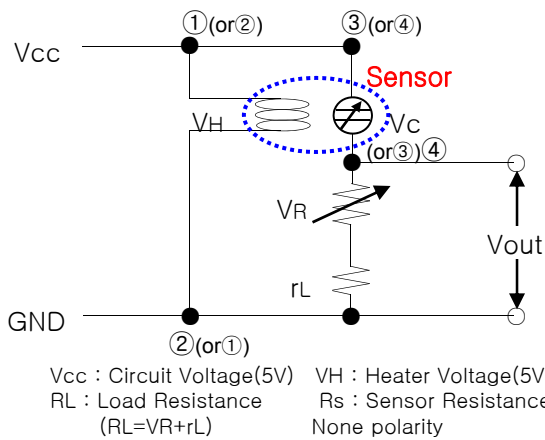 ①(or②)
③(or④)
Vcc
Sensor
VH
Vc
(or③)④
VR
Vout
rL
GND
②(or①)
Vcc : Circuit Voltage(5V) VH : Heater Voltage(5V
RL : Load Resistance Rs : Sensor Resistance
(RL=VR+rL) None polarity